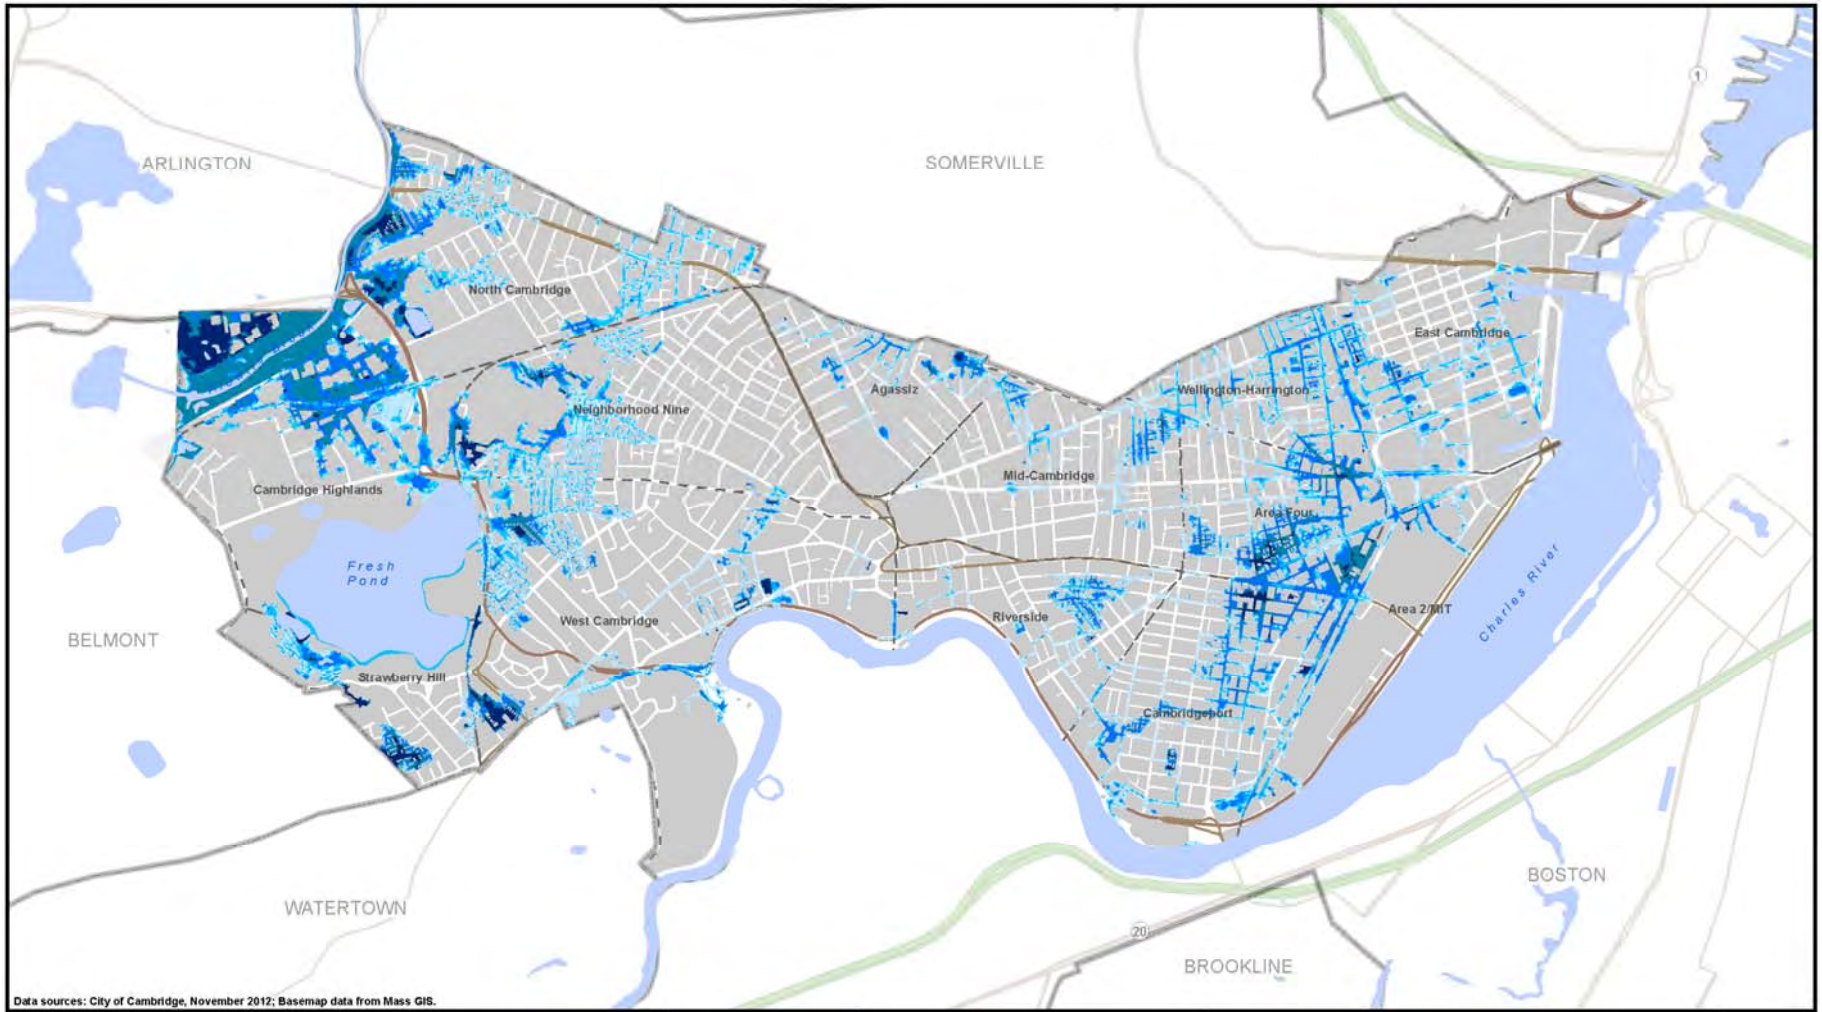 1
ARLINGTON
SOMERVILLE
North Cambridge
East Cambridge
Agassiz
Wellington-Harrington
Neighborhood Nine
Mid-Cambridge
Cambridge Highlands
Area Four
Fresh
Pond
Charles River
Area 2/MIT
Riverside
West Cambridge
BELMONT
Strawberry Hill
Cambridgeport
BOSTON
WATERTOWN
20
BROOKLINE
Data sources: City of Cambridge, November 2012; Basemap data from Mass GIS.